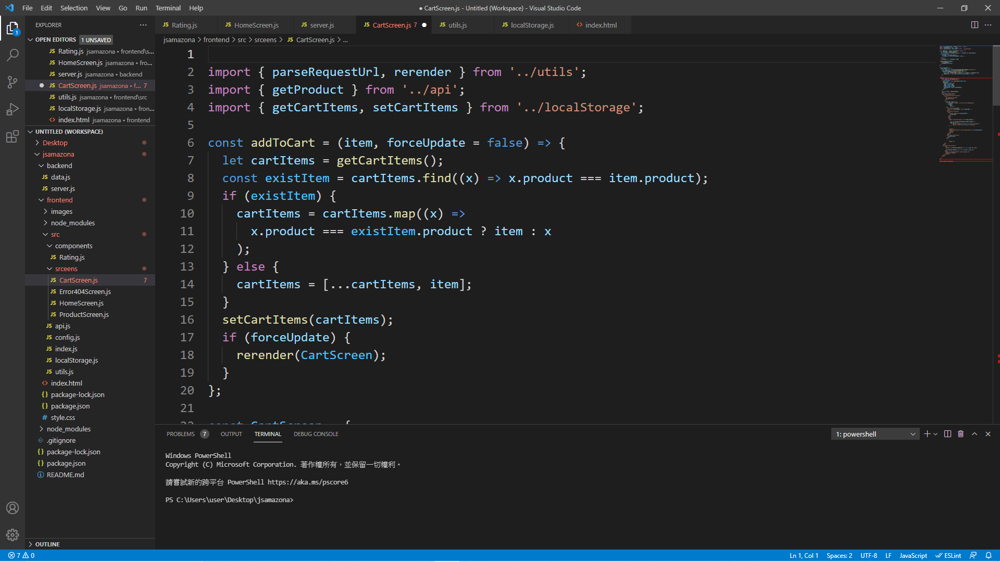 File Edit Selection View Go Run Terminal Help
● CartScreen.js - Untitled (Workspace) - Visual Studio Code
1
EXPLORER
OPEN EDITORS 1 UNSAVED
JS Rating.js jsamazona • frontend\s...
JS HomeScreen.js jsamazona • fro...
JS server.js jsamazona • backend
● JS CartScreen.js jsamazona • f... 7
JS utils.js jsamazona • frontend\src
JS localStorage.js jsamazona • fron...
<> index.html jsamazona • frontend
UNTITLED (WORKSPACE)
Desktop
jsamazona
backend
JS data.js
JS server.js
frontend
images
node_modules
src
components
JS Rating.js
srceens
JS CartScreen.js 7
JS Error404Screen.js
JS HomeScreen.js
JS ProductScreen.js
JS api.js
JS config.js
JS index.js
JS localStorage.js
JS utils.js
<> index.html
{} package-lock.json
{} package.json
# style.css
node_modules
.gitignore
{} package-lock.json
{} package.json
README.md
OUTLINE
JS Rating.js JS HomeScreen.js JS server.js JS CartScreen.js 7 ● JS utils.js JS localStorage.js <> index.html
jsamazona > frontend > src > srceens > JS CartScreen.js > ...
1
2 import { parseRequestUrl, rerender } from '../utils';
3 import { getProduct } from '../api';
4 import { getCartItems, setCartItems } from '../localStorage';
5
6 const addToCart = (item, forceUpdate = false) => {
7 let cartItems = getCartItems();
8 const existItem = cartItems.find((x) => x.product === item.product);
9 if (existItem) {
10 cartItems = cartItems.map((x) =>
11 x.product === existItem.product ? item : x
12 );
13 } else {
14 cartItems = [...cartItems, item];
15 }
16 setCartItems(cartItems);
17 if (forceUpdate) {
18 rerender(CartScreen);
19 }
20 };
21
22 const CartScreen = {
PROBLEMS 7 OUTPUT TERMINAL DEBUG CONSOLE
1: powershell
Windows PowerShell
Copyright (C) Microsoft Corporation. 著作權所有，並保留一切權利。
請嘗試新的跨平台 PowerShell https://aka.ms/pscore6
PS C:\Users\user\Desktop\jsamazona>
7 0
Ln 1, Col 1 Spaces: 2 UTF-8 LF JavaScript ESLint